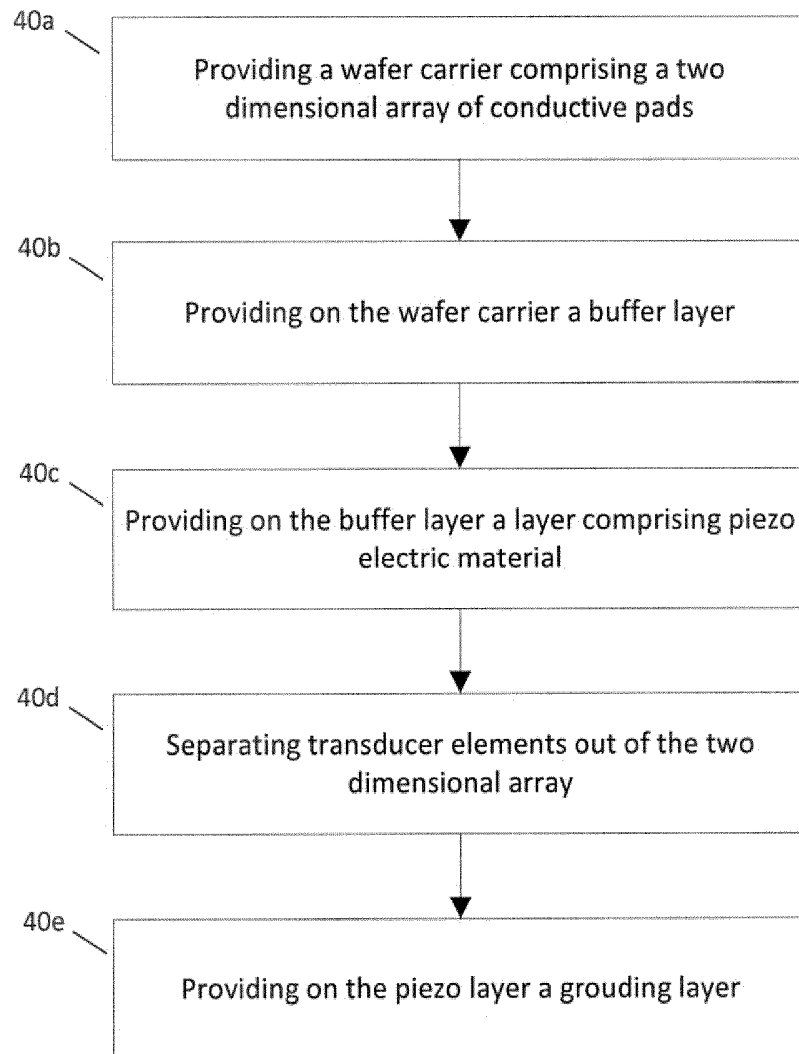 40a
Providing a wafer carrier comprising a two
dimensional array of conductive pads
40b
Providing on the wafer carrier a buffer layer
40c
Providing on the buffer layer a layer comprising piezo
electric material
40d
Separating transducer elements out of the two
dimensional array
40e
Providing on the piezo layer a grouding layer